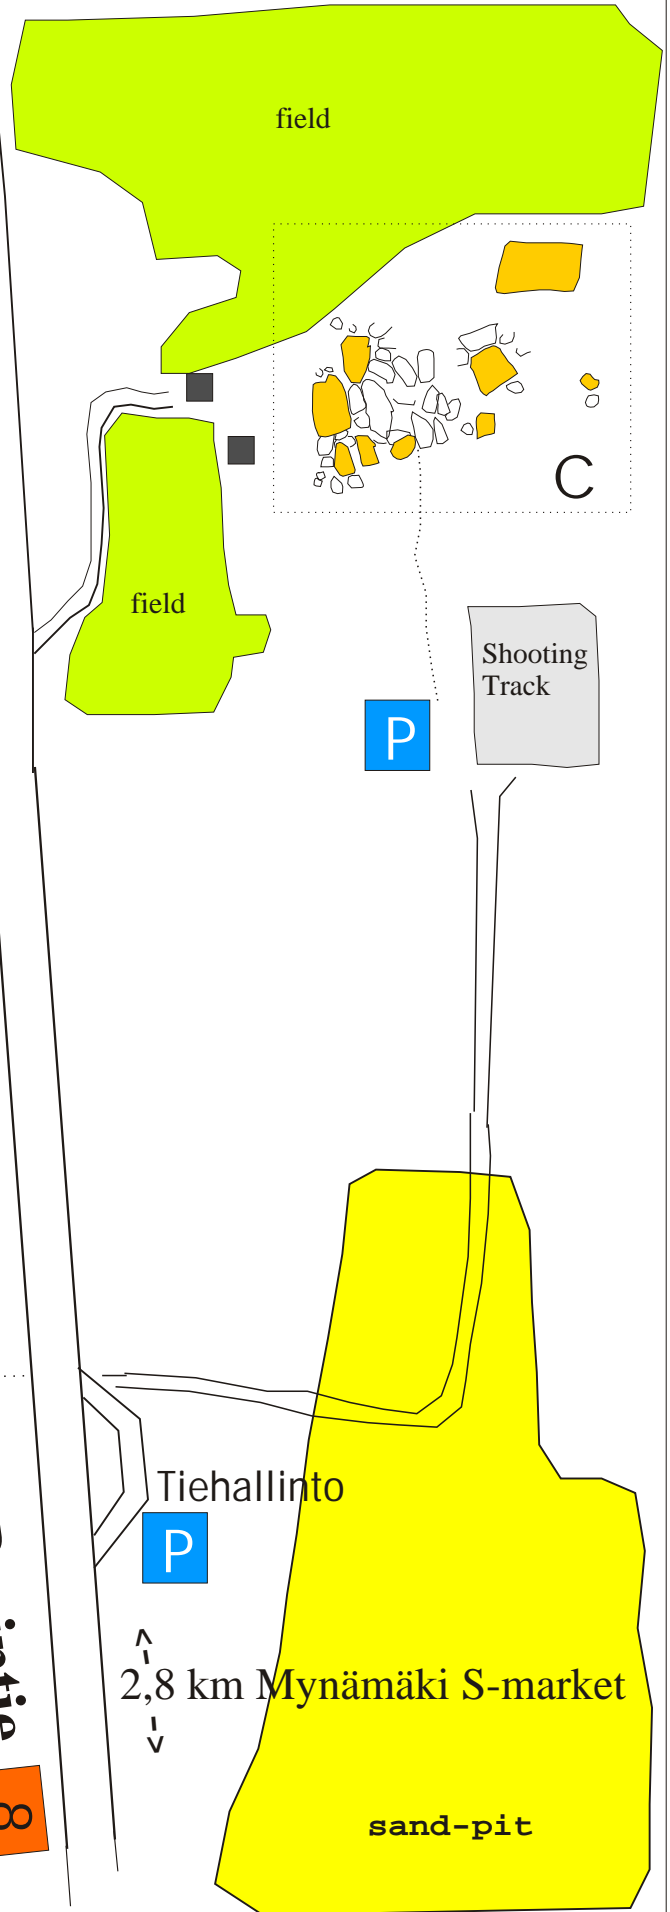 field
C
field
Shooting
Track
P
Tiehallinto
P
<- ->
2,8 km Mynämäki S-market
8
sand-pit